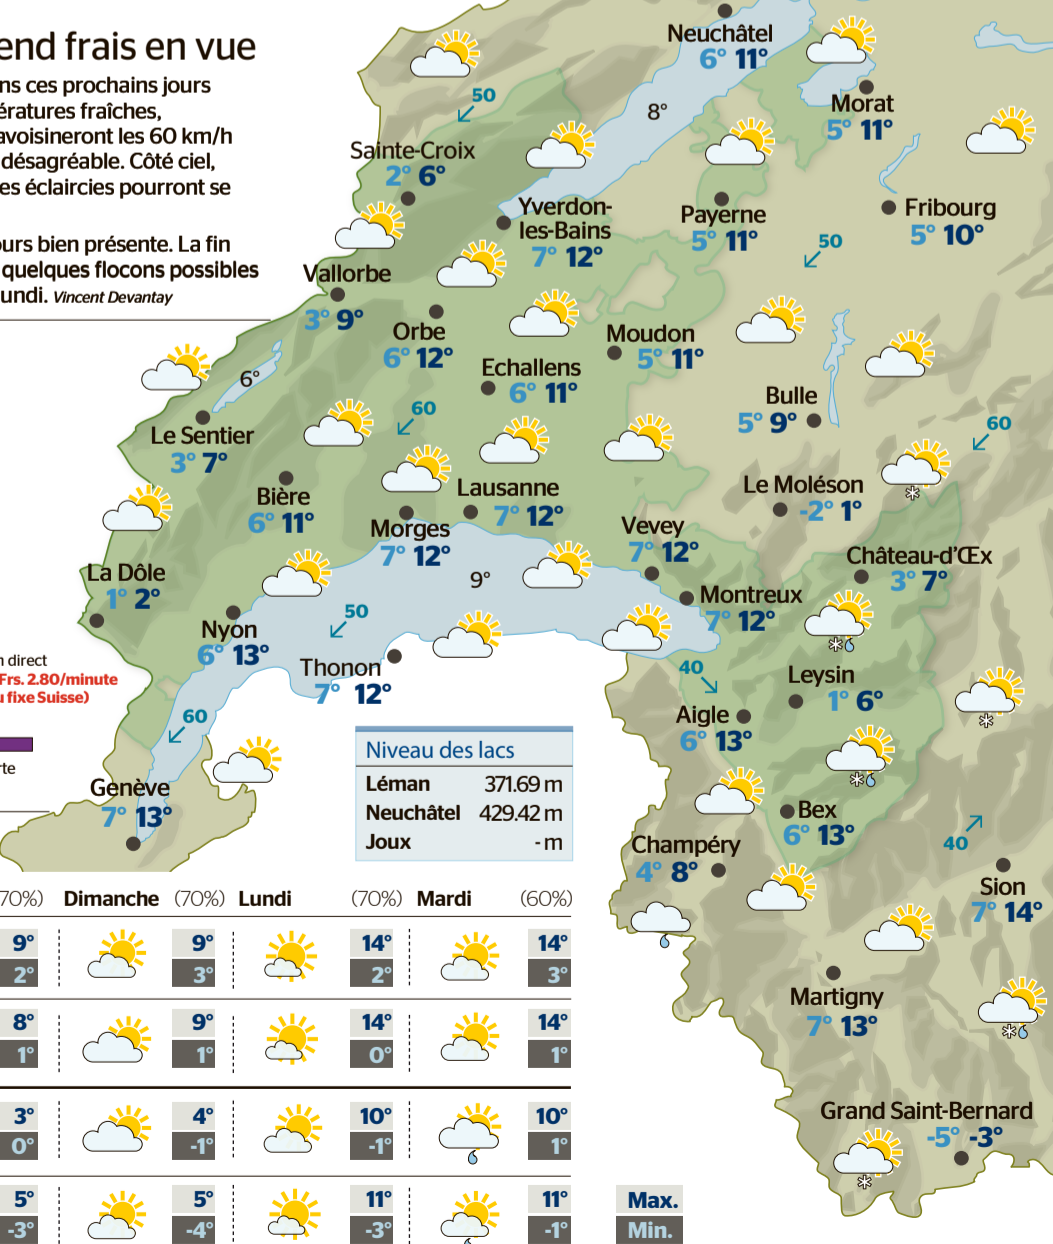 end frais en vue
ns ces prochains jours
ératures fraîches,
avoisineront les 60 km/h
désagréable. Côté ciel,
es éclaircies pourront se
ours bien présente. La fin
quelques flocons possibles
undi. Vincent Devantay
Neuchâtel
6° 11°
8°
Morat
5° 11°
50
Sainte-Croix
2° 6°
Yverdon-
les-Bains
7° 12°
Payerne
5° 11°
Fribourg
5° 10°
50
Vallorbe
3° 9°
Orbe
6° 12°
Moudon
5° 11°
Echallens
6° 11°
6°
Bulle
5° 9°
60
60
Le Sentier
3° 7°
Bière
6° 11°
Lausanne
7° 12°
Morges
7° 12°
Le Moléson
-2° 1°
Vevey
7° 12°
Château-d'Œx
3° 7°
La Dôle
1° 2°
9°
Montreux
7° 12°
50
Nyon
6° 13°
Thonon
7° 12°
40
Leysin
1° 6°
Aigle
6° 13°
n direct
Frs. 2.80/minute
u fixe Suisse)
60
rte
Genève
7° 13°
Niveau des lacs
Léman 371.69 m
Neuchâtel 429.42 m
Joux - m
Bex
6° 13°
Champéry
4° 8°
40
Sion
7° 14°
Martigny
7° 13°
Grand Saint-Bernard
-5° -3°
70%) Dimanche (70%) Lundi (70%) Mardi (60%)
9° 9° 14° 14°
2° 3° 2° 3°
8° 9° 14° 14°
1° 1° 0° 1°
3° 4° 10° 10°
0° -1° -1° 1°
5° 5° 11° 11° Max.
-3° -4° -3° -1° Min.